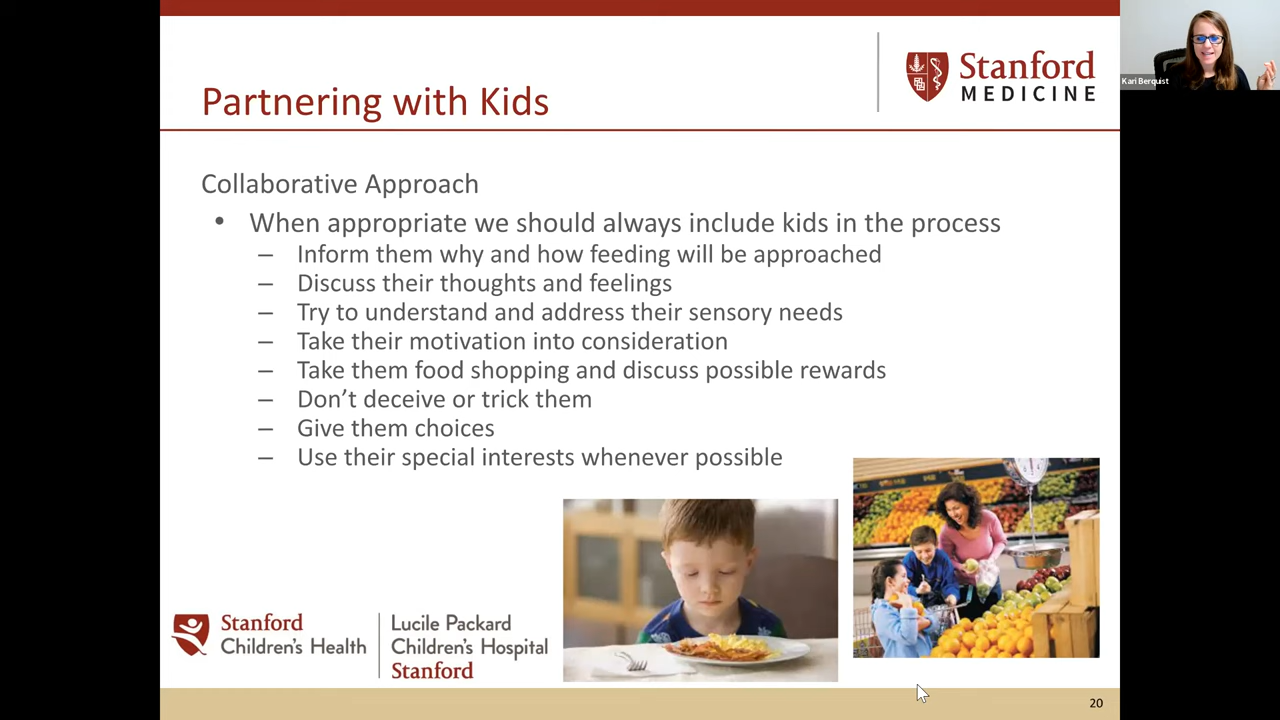 Partnering with Kids
Stanford
MEDICINE
Kari Berquist
Collaborative Approach
• When appropriate we should always include kids in the process
– Inform them why and how feeding will be approached
– Discuss their thoughts and feelings
– Try to understand and address their sensory needs
– Take their motivation into consideration
– Take them food shopping and discuss possible rewards
– Don’t deceive or trick them
– Give them choices
– Use their special interests whenever possible
Stanford
Children’s Health
Lucile Packard
Children’s Hospital
Stanford
20